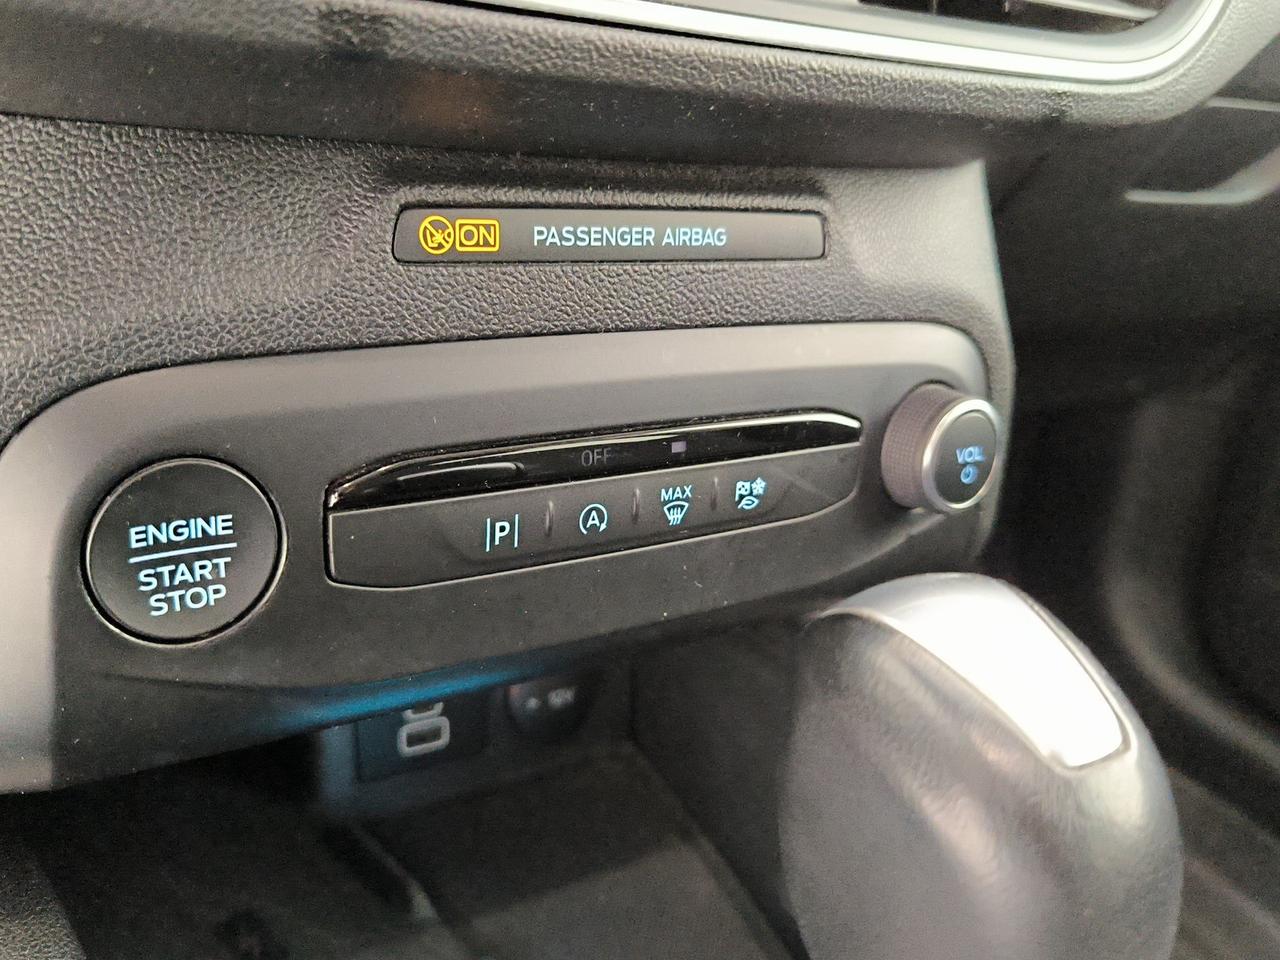 ON PASSENGER AIRBAG
OFF
ENGINE
START
STOP
P
A
MAX
VOL